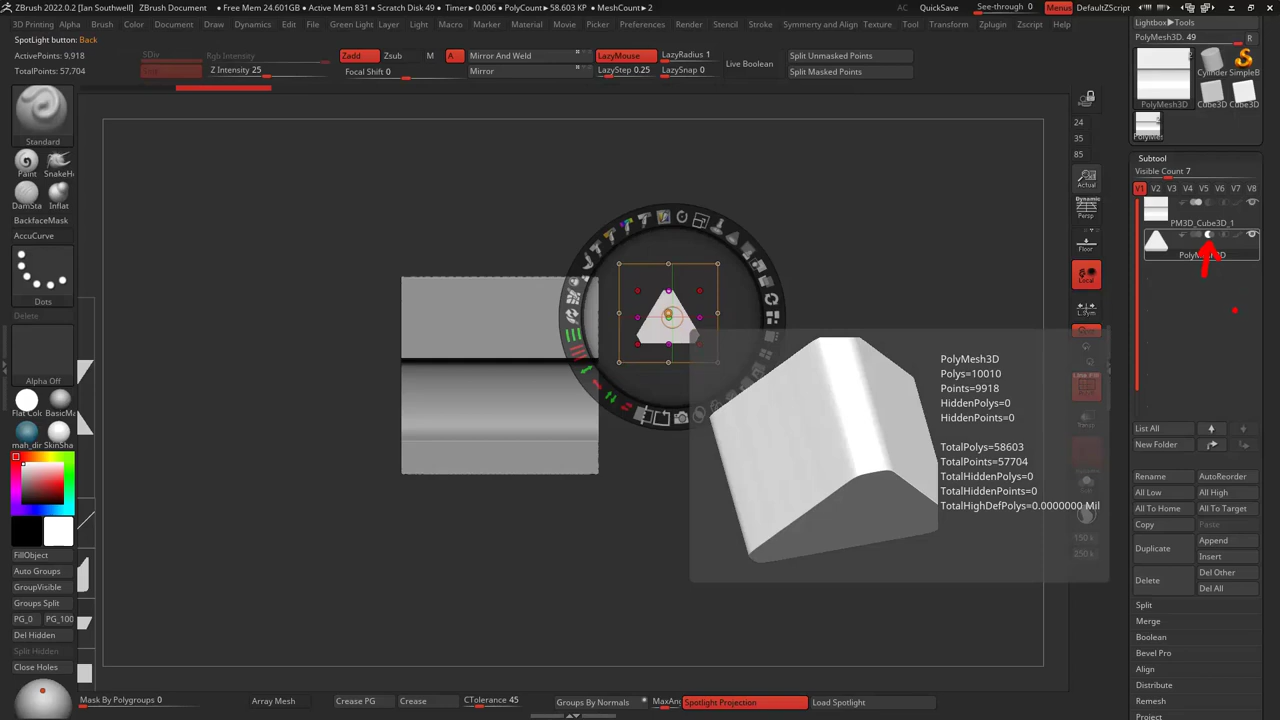 ZBrush 2022.0.2 [Ian Southwell] ZBrush Document • Free Mem 24.601GB • Active Mem 831 • Scratch Disk 49 • Timer▶0.006 • PolyCount▶58.603 KP • MeshCount▶2
AC QuickSave See-through 0 Menus DefaultZScript
3D Printing Alpha Brush Color Document Draw Dynamics Edit File Green Layer Layer Light Macro Marker Material Movie Picker Preferences Render Stencil Stroke Symmetry and Align Texture Tool Transform Zplugin Zscript Help
SpotLight button: Back
ActivePoints: 9,918
TotalPoints: 57,704
SDiv
Rgb Intensity
Z Intensity 25
Zadd
Zsub
M
A
Focal Shift 0
Mirror And Weld
Mirror
LazyMouse
LazyRadius 1
LazyStep 0.25
LazySnap 0
Live Boolean
Split Unmasked Points
Split Masked Points
Standard
Paint
SnakeHo
DamSta
Inflat
BackfaceMask
AccuCurve
Dots
Delete
Alpha Off
Flat Colo
BasicMa
mah_dir
SkinSha
FillObject
Auto Groups
GroupVisible
Groups Split
PG_0
PG_100
Del Hidden
Split Hidden
Close Holes
24
35
85
Actual
Dynamic
Persp
Floor
Local
L.Sym
150 k
250 k
PolyMesh3D
Polys=10010
Points=9918
HiddenPolys=0
HiddenPoints=0
TotalPolys=58603
TotalPoints=57704
TotalHiddenPolys=0
TotalHiddenPoints=0
TotalHighDefPolys=0.0000000 Mil
Lightbox▶Tools
PolyMesh3D. 49
R
PolyMesh3D
Cylinder
SimpleB
Cube3D
Cube3D
Subtool
Visible Count 7
V1 V2 V3 V4 V5 V6 V7 V8
PM3D_Cube3D_1
List All
New Folder
Rename
AutoReorder
All Low
All High
All To Home
All To Target
Copy
Paste
Duplicate
Append
Insert
Delete
Del Other
Del All
Split
Merge
Boolean
Bevel Pro
Align
Distribute
Remesh
Project
Mask By Polygroups 0
Array Mesh
Crease PG
Crease
CTolerance 45
Groups By Normals
MaxAn
Spotlight Projection
Load Spotlight